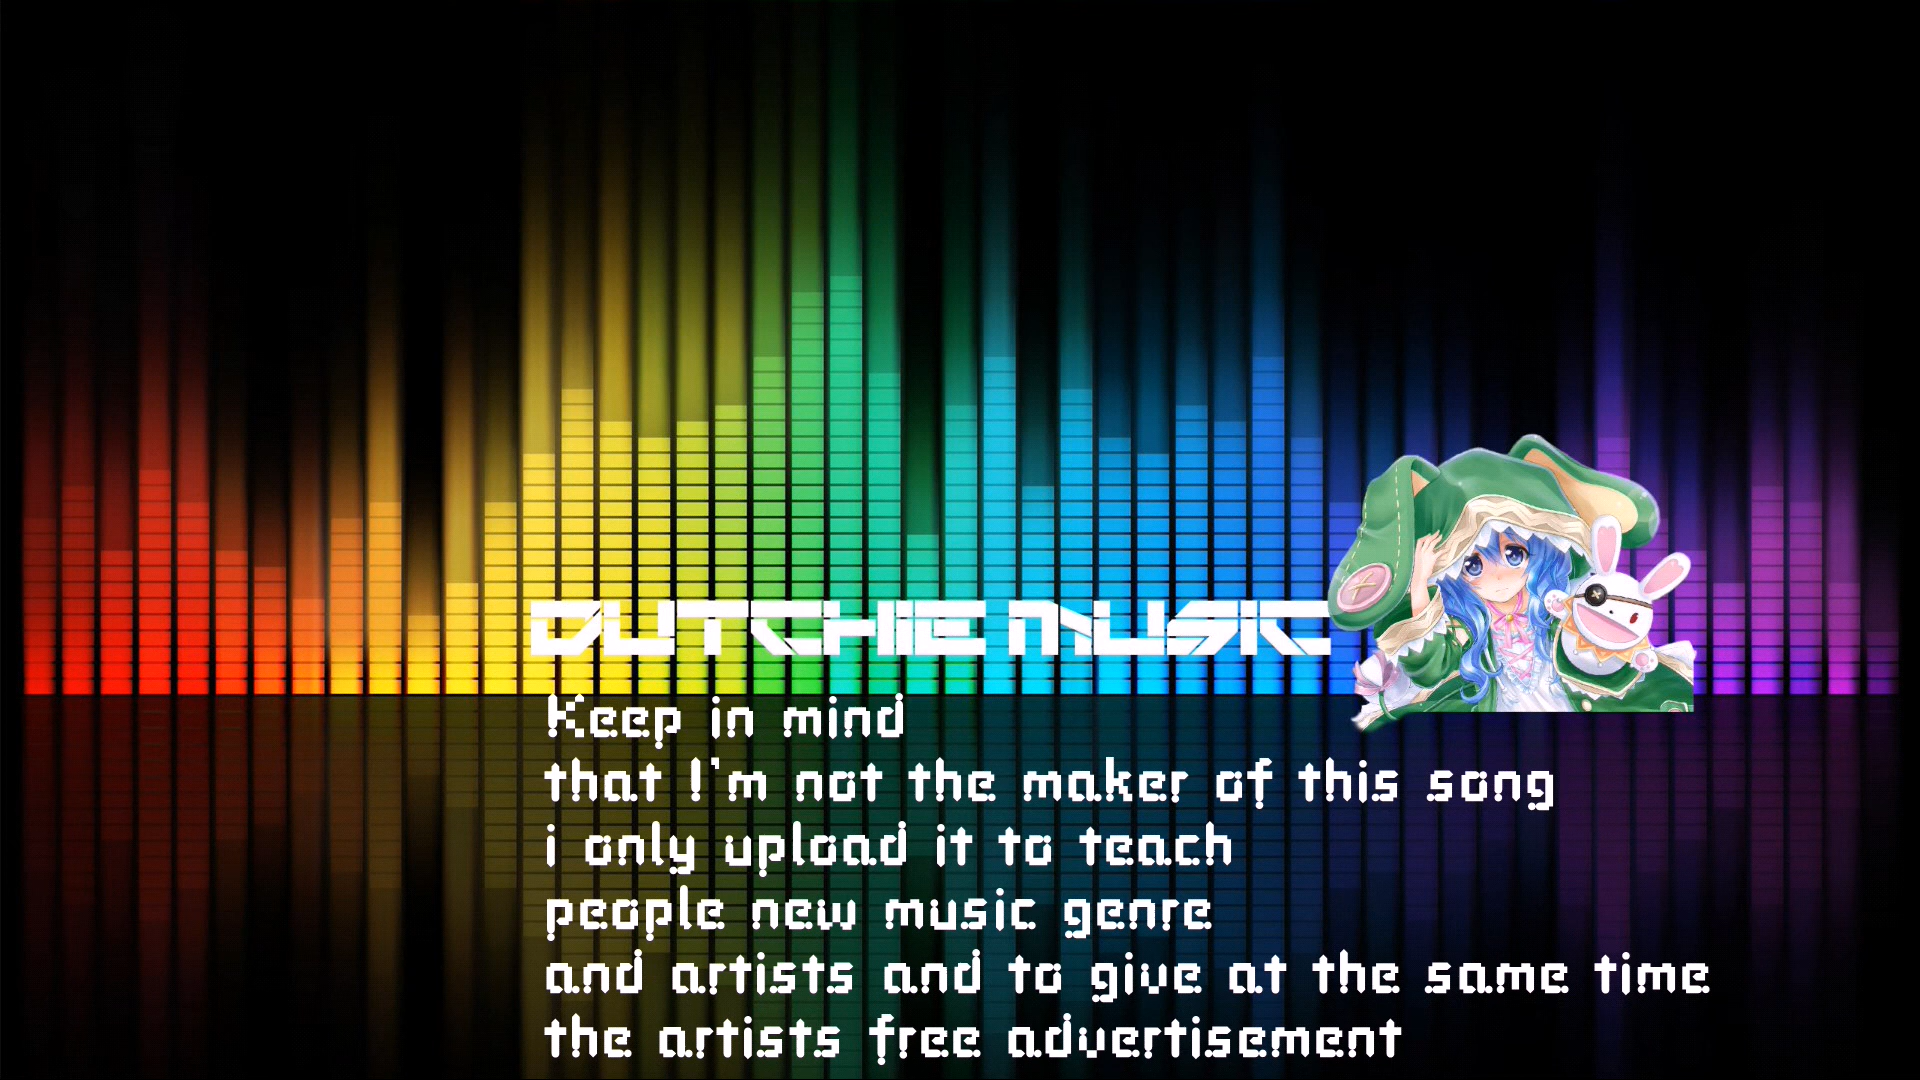 DUTCHIE MUSIC
Keep in mind
that I'm not the maker of this song
i only upload it to teach
people new music genre
and artists and to give at the same time
the artists free advertisement